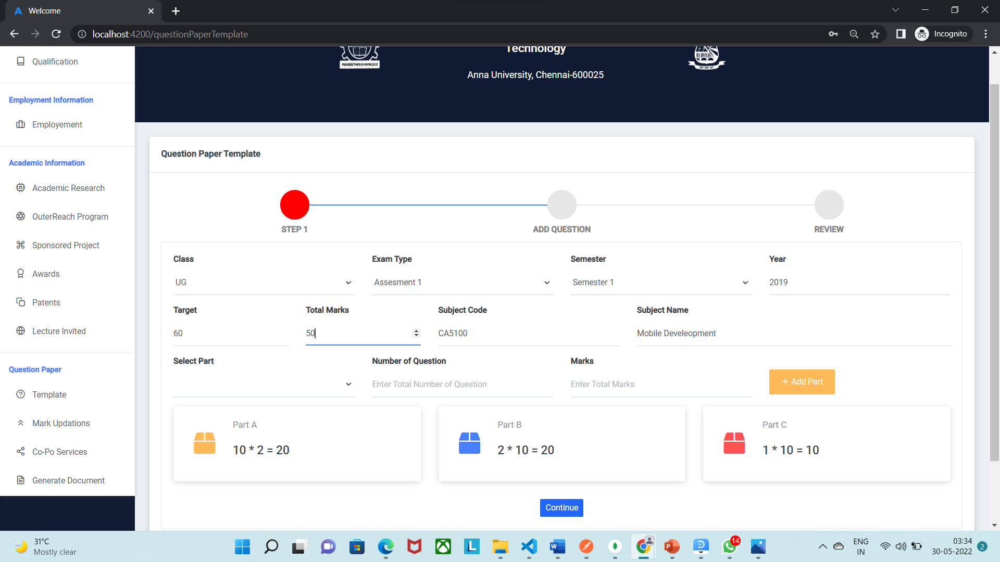 Welcome
localhost:4200/questionPaperTemplate
Incognito
Qualification
Employment Information
Employement
Academic Information
Academic Research
OuterReach Program
Sponsored Project
Awards
Patents
Lecture Invited
Question Paper
Template
Mark Updations
Co-Po Services
Generate Document
PROGRESS THROUGH KNOWLEDGE
Technology
Anna University, Chennai-600025
Question Paper Template
STEP 1
ADD QUESTION
REVIEW
Class
Exam Type
Semester
Year
UG
Assesment 1
Semester 1
2019
Target
Total Marks
Subject Code
Subject Name
60
50
CA5100
Mobile Develeopment
Select Part
Number of Question
Marks
Enter Total Number of Question
Enter Total Marks
+ Add Part
Part A
10 * 2 = 20
Part B
2 * 10 = 20
Part C
1 * 10 = 10
Continue
31°C
Mostly clear
14
ENG
IN
03:34
30-05-2022
2